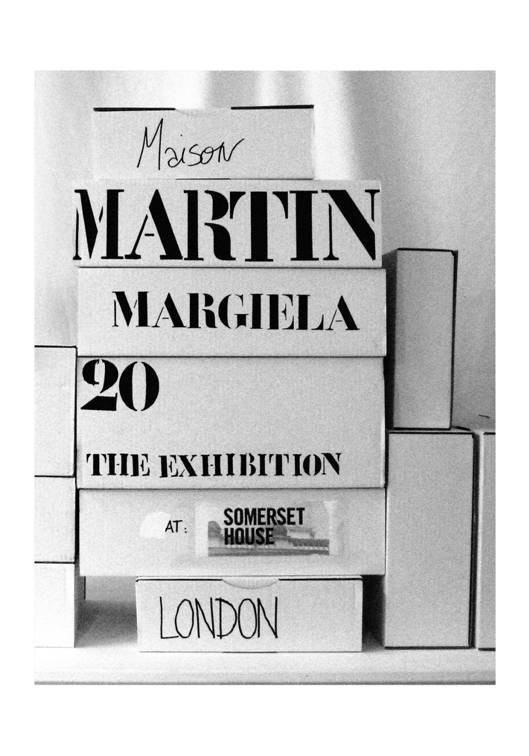 Maison
MARTIN
MARGIELA
20
THE EXHIBITION
AT:
SOMERSET
HOUSE
LONDON